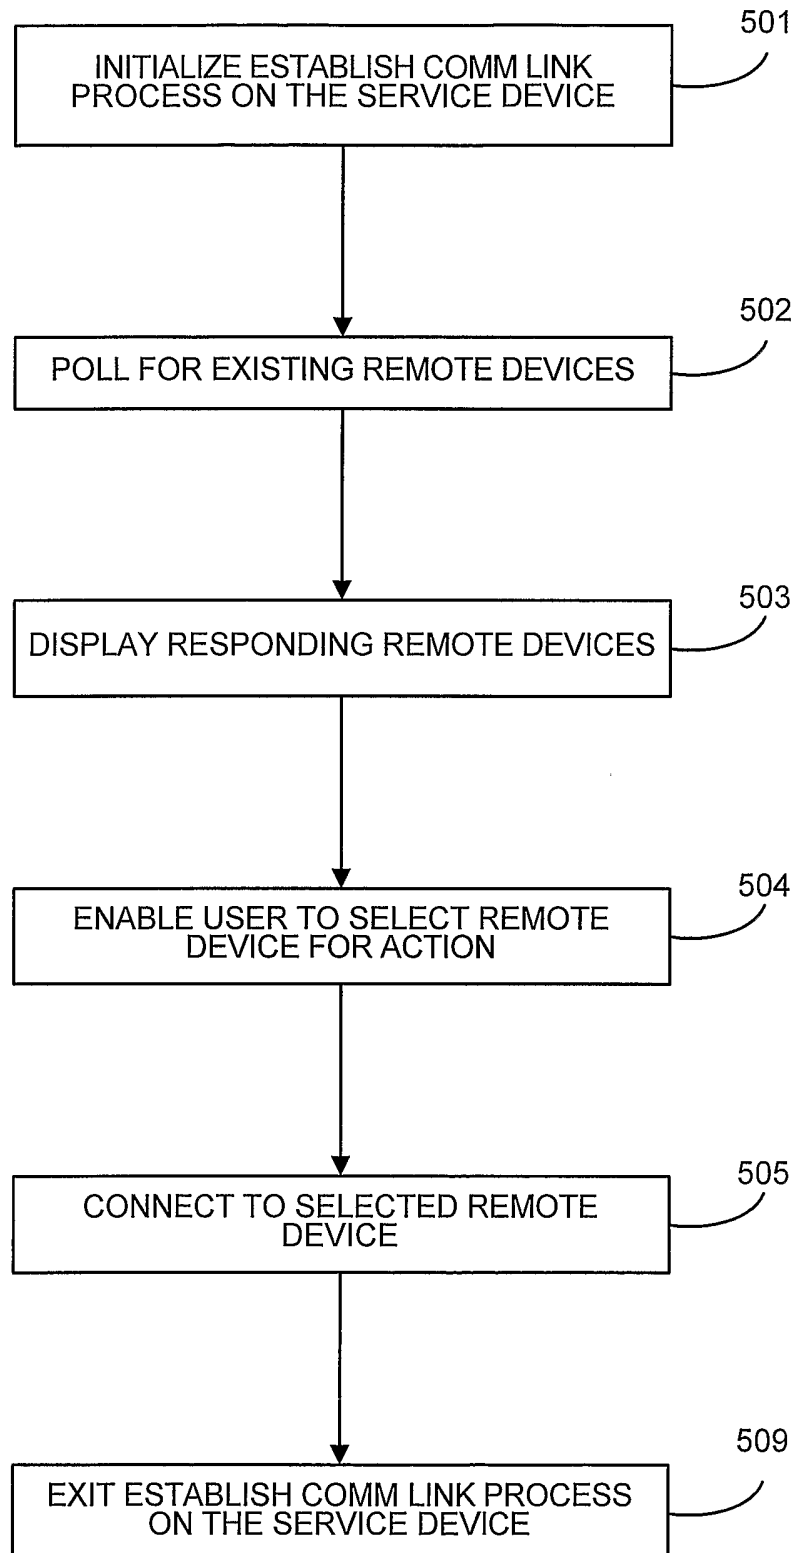 501
INITIALIZE ESTABLISH COMM LINK
PROCESS ON THE SERVICE DEVICE
502
POLL FOR EXISTING REMOTE DEVICES
503
DISPLAY RESPONDING REMOTE DEVICES
504
ENABLE USER TO SELECT REMOTE
DEVICE FOR ACTION
505
CONNECT TO SELECTED REMOTE
DEVICE
509
EXIT ESTABLISH COMM LINK PROCESS
ON THE SERVICE DEVICE